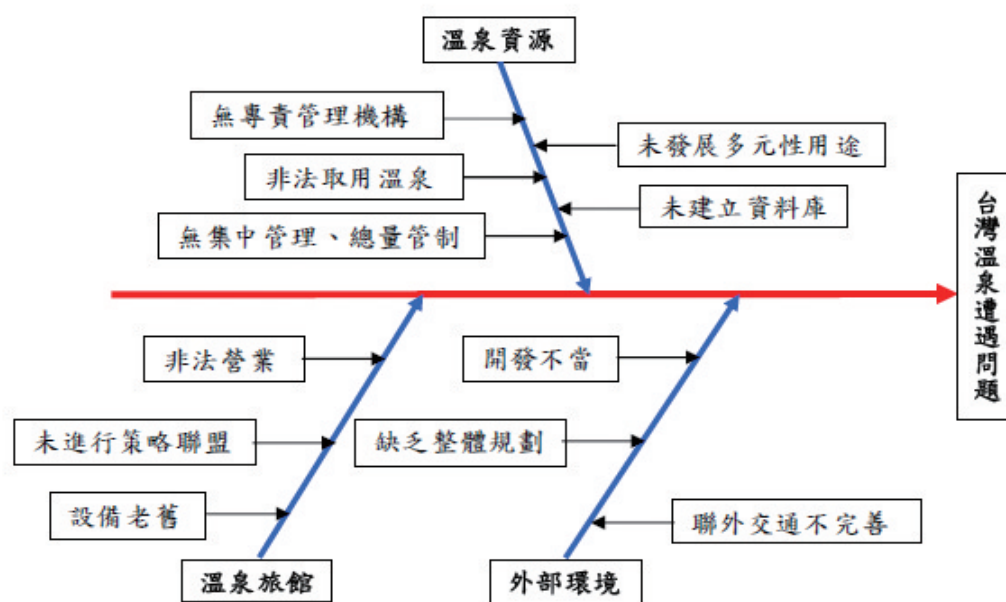 溫泉資源
無專責管理機構
未發展多元性用途
非法取用溫泉
未建立資料庫
無集中管理、總量管制
台灣溫泉遭遇問題
非法營業
開發不當
未進行策略聯盟
缺乏整體規劃
設備老舊
聯外交通不完善
溫泉旅館
外部環境